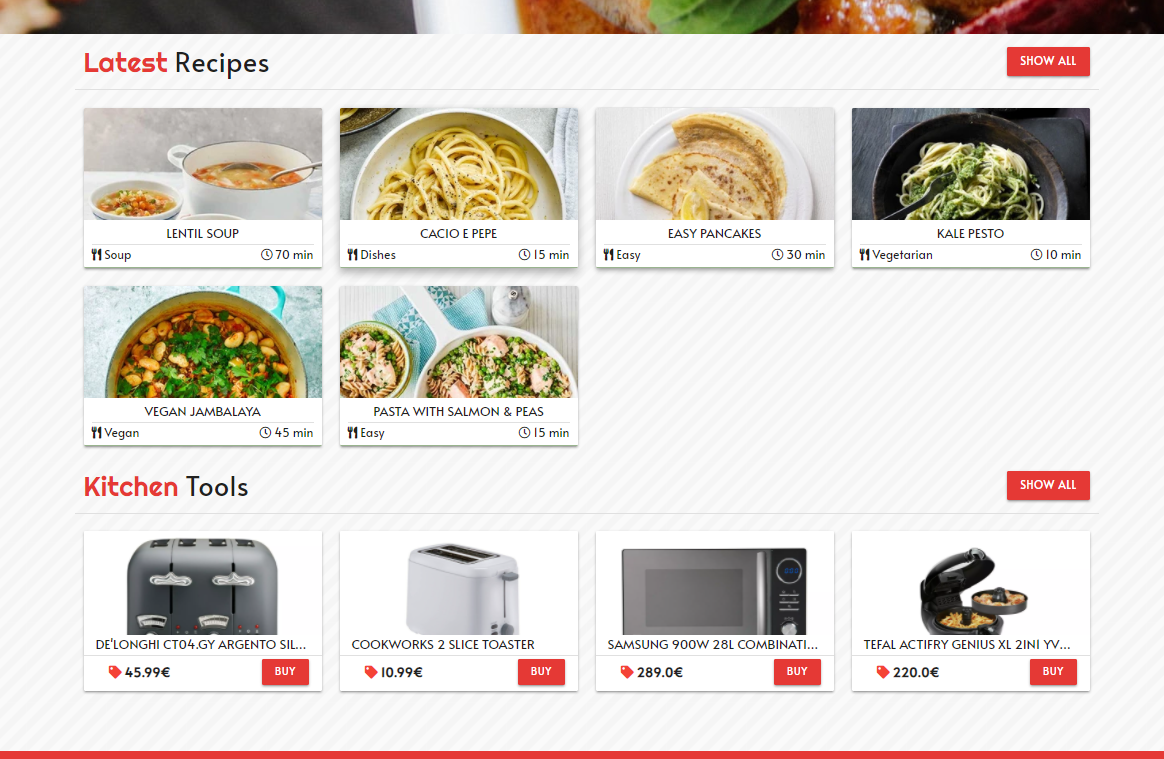 Latest Recipes
SHOW ALL
LENTIL SOUP
Soup
70 min
CACIO E PEPE
Dishes
15 min
EASY PANCAKES
Easy
30 min
KALE PESTO
Vegetarian
10 min
VEGAN JAMBALAYA
Vegan
45 min
PASTA WITH SALMON & PEAS
Easy
15 min
Kitchen Tools
SHOW ALL
DE'LONGHI CT04.GY ARGENTO SIL...
45.99€
BUY
COOKWORKS 2 SLICE TOASTER
10.99€
BUY
SAMSUNG 900W 28L COMBINATI...
289.0€
BUY
TEFAL ACTIFRY GENIUS XL 2IN1 YV...
220.0€
BUY